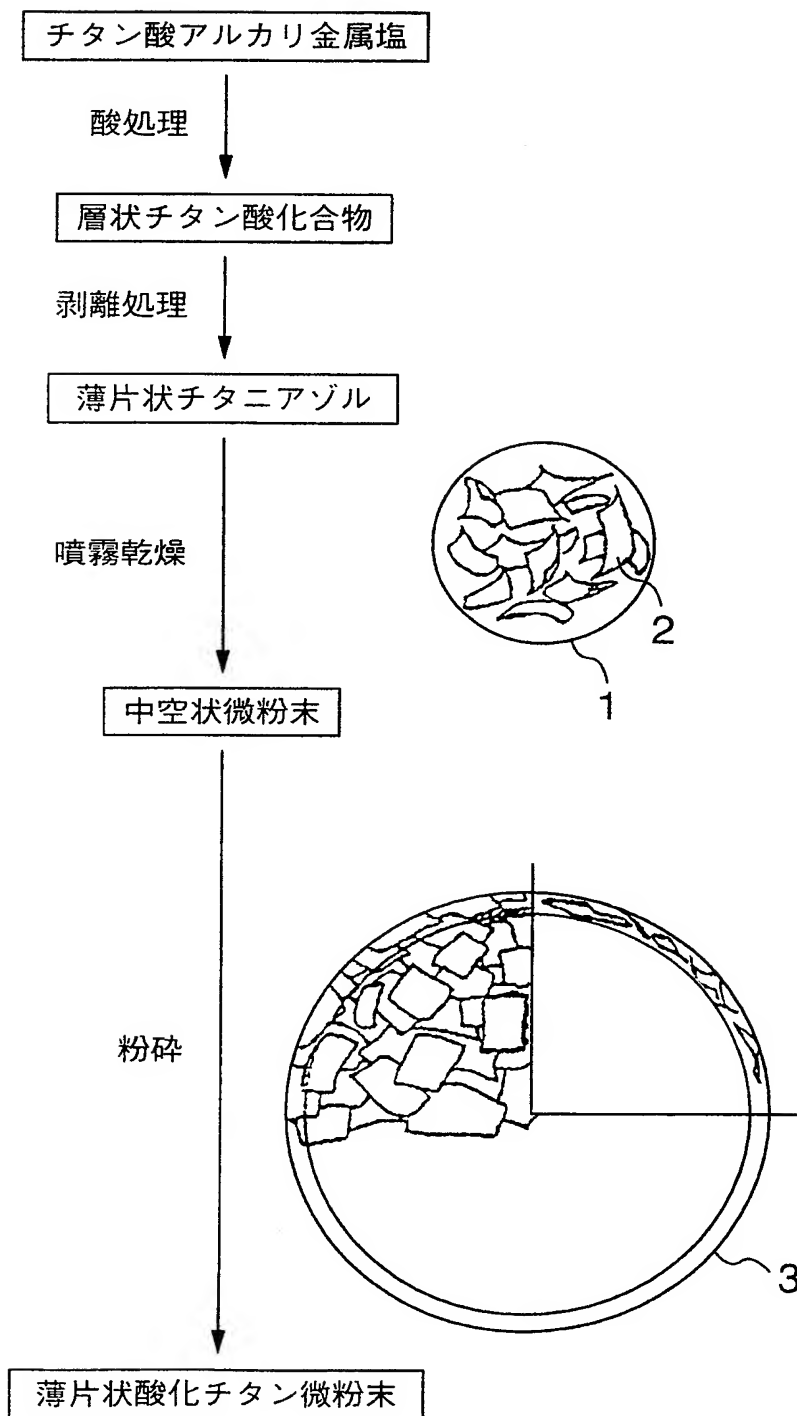 チタン酸アルカリ金属塩
酸処理
層状チタン酸化合物
剥離処理
薄片状チタニアゾル
噴霧乾燥
2
1
中空状微粉末
粉砕
3
薄片状酸化チタン微粉末